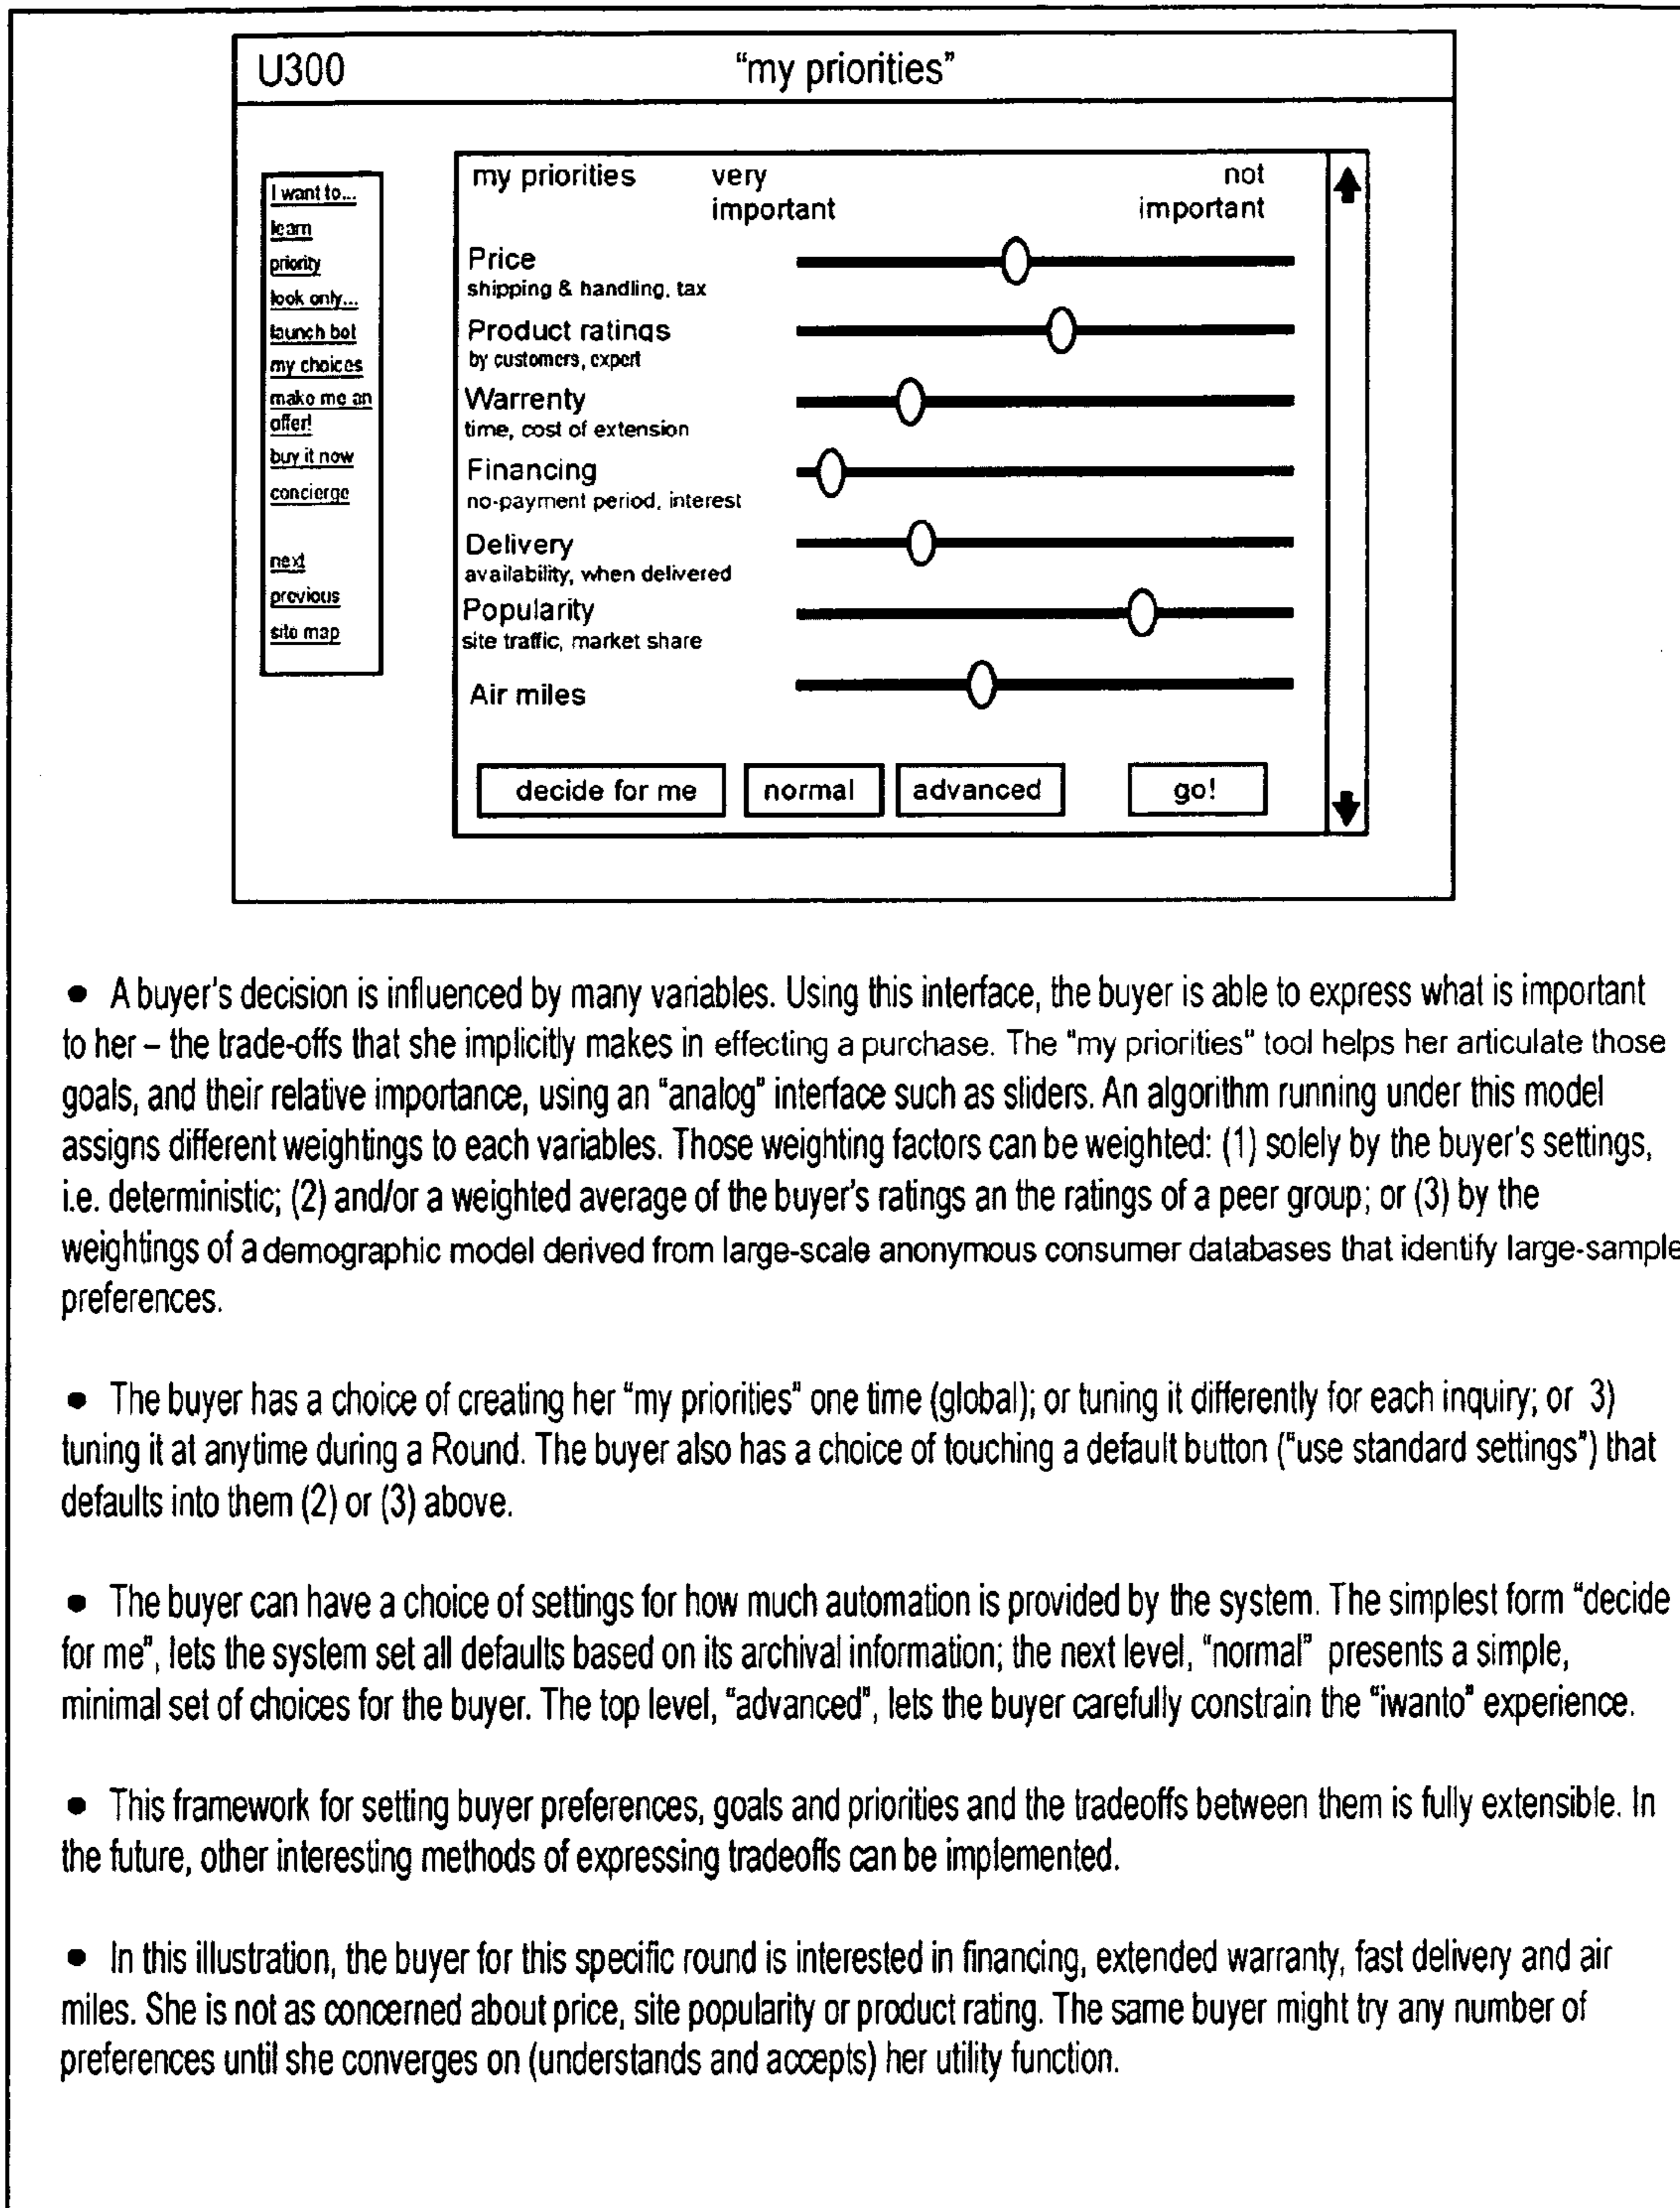 U300 "my priorities"
I want to...
learn
priority
look only...
launch bot
my choices
make me an
offer!
buy it now
concierge
next
previous
site map
my priorities very not
important important
Price
shipping & handling, tax
Product ratings
by customers, expert
Warrenty
time, cost of extension
Financing
no-payment period, interest
Delivery
availability, when delivered
Popularity
site traffic, market share
Air miles
decide for me normal advanced go!
• A buyer's decision is influenced by many variables. Using this interface, the buyer is able to express what is important
to her – the trade-offs that she implicitly makes in effecting a purchase. The "my priorities" tool helps her articulate those
goals, and their relative importance, using an "analog" interface such as sliders. An algorithm running under this model
assigns different weightings to each variables. Those weighting factors can be weighted: (1) solely by the buyer's settings,
i.e. deterministic; (2) and/or a weighted average of the buyer's ratings an the ratings of a peer group; or (3) by the
weightings of a demographic model derived from large-scale anonymous consumer databases that identify large-sample
preferences.
• The buyer has a choice of creating her "my priorities" one time (global); or tuning it differently for each inquiry; or 3)
tuning it at anytime during a Round. The buyer also has a choice of touching a default button ("use standard settings") that
defaults into them (2) or (3) above.
• The buyer can have a choice of settings for how much automation is provided by the system. The simplest form "decide
for me", lets the system set all defaults based on its archival information; the next level, "normal" presents a simple,
minimal set of choices for the buyer. The top level, "advanced", lets the buyer carefully constrain the "iwanto" experience.
• This framework for setting buyer preferences, goals and priorities and the tradeoffs between them is fully extensible. In
the future, other interesting methods of expressing tradeoffs can be implemented.
• In this illustration, the buyer for this specific round is interested in financing, extended warranty, fast delivery and air
miles. She is not as concerned about price, site popularity or product rating. The same buyer might try any number of
preferences until she converges on (understands and accepts) her utility function.